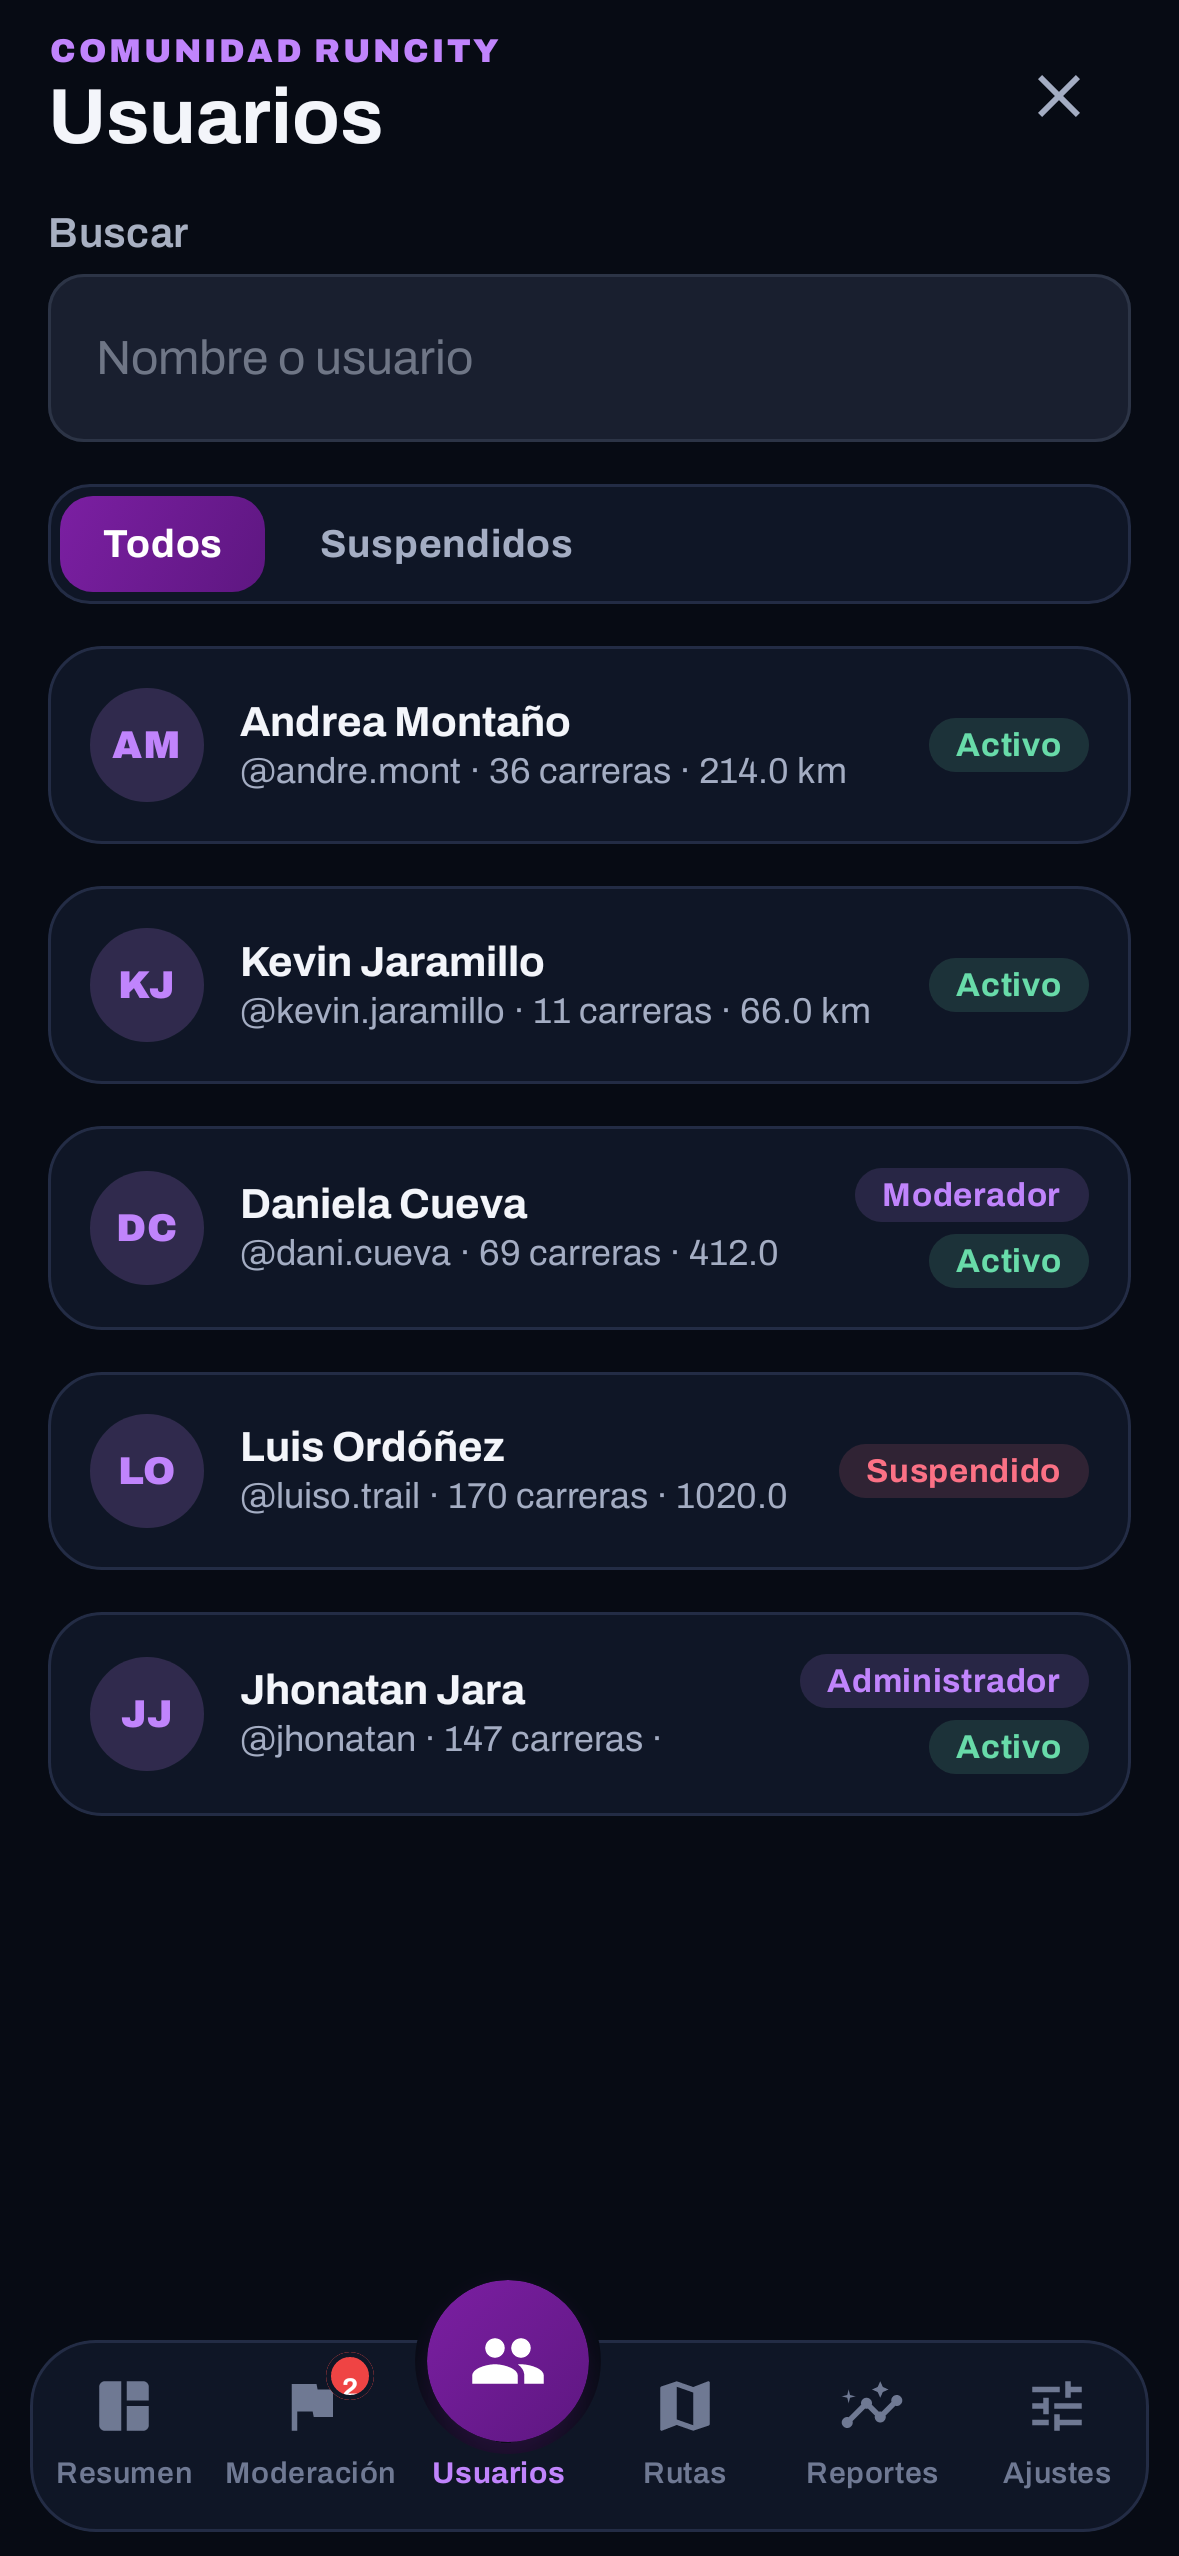 COMUNIDAD RUNCITY
Usuarios
Buscar
Nombre o usuario
Todos
Suspendidos
AM
Andrea Montaño
@andre.mont · 36 carreras · 214.0 km
Activo
KJ
Kevin Jaramillo
@kevin.jaramillo · 11 carreras · 66.0 km
Activo
DC
Daniela Cueva
@dani.cueva · 69 carreras · 412.0
Moderador
Activo
LO
Luis Ordóñez
@luiso.trail · 170 carreras · 1020.0
Suspendido
JJ
Jhonatan Jara
@jhonatan · 147 carreras ·
Administrador
Activo
2
Resumen
Moderación
Usuarios
Rutas
Reportes
Ajustes